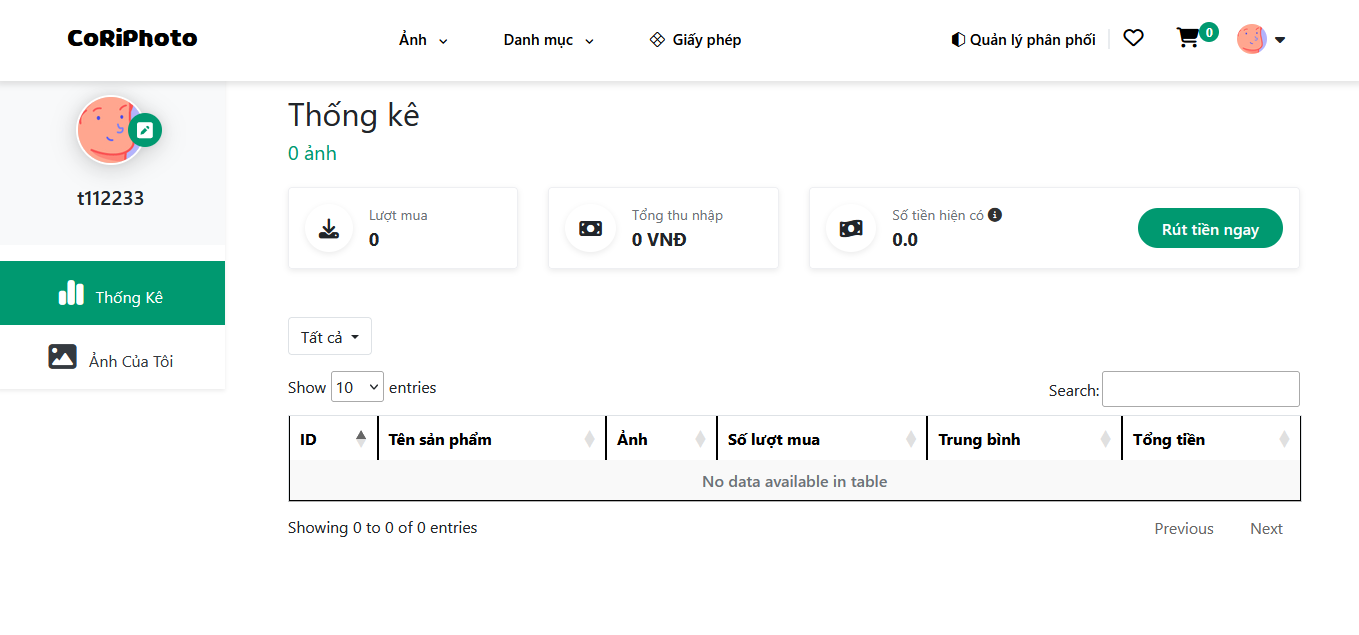 CoRiPhoto
Ảnh
Danh mục
Giấy phép
Quản lý phân phối
0
t112233
Thống Kê
Ảnh Của Tôi
Thống kê
0 ảnh
Lượt mua
0
Tổng thu nhập
0 VNĐ
Số tiền hiện có
0.0
Rút tiền ngay
Tất cả
Show 10 entries
Search:
ID Tên sản phẩm Ảnh Số lượt mua Trung bình Tổng tiền
No data available in table
Showing 0 to 0 of 0 entries
Previous Next